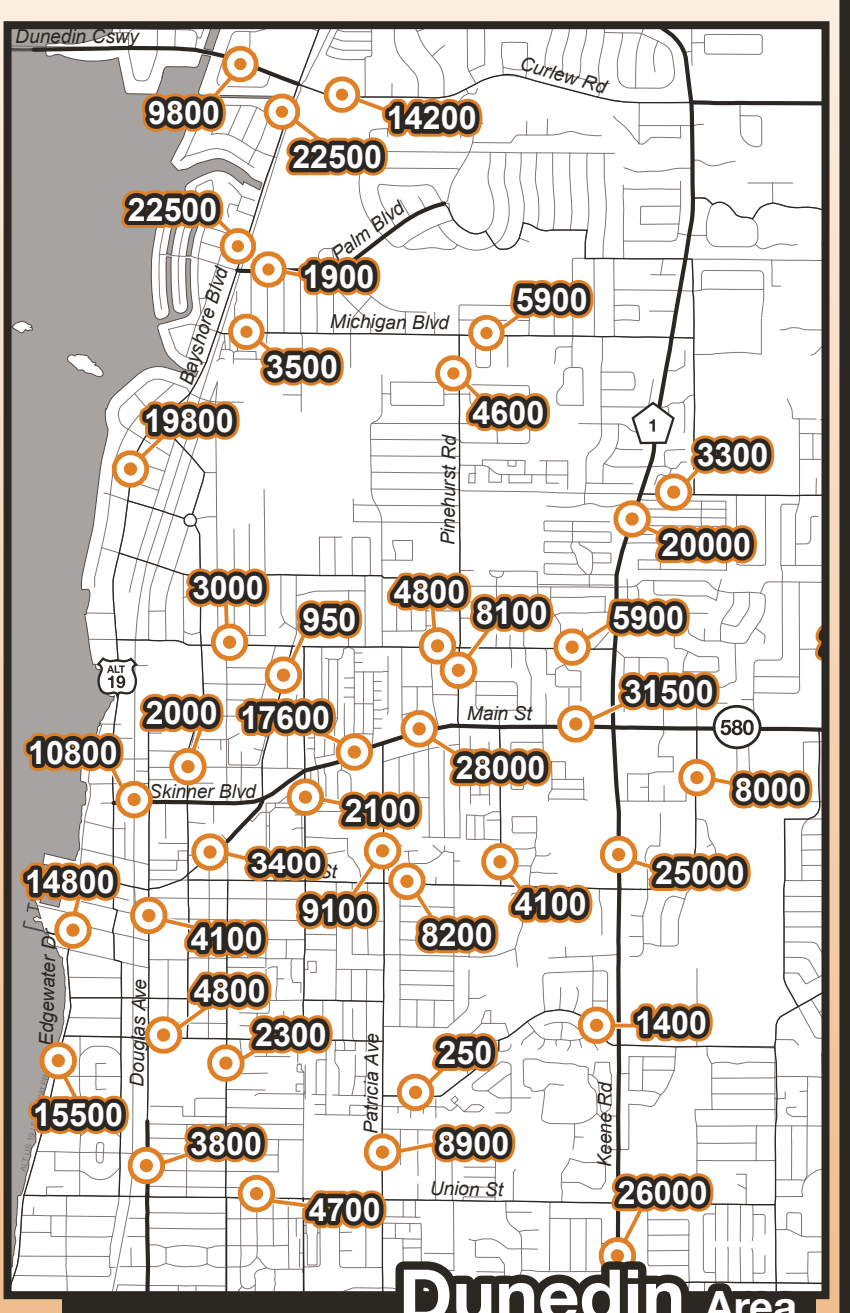 Dunedin Cswy
Curlew Rd
9800
14200
22500
22500
Palm Blvd
1900
Bayshore Blvd
5900
Michigan Blvd
3500
4600
19800
1
3300
Pinehurst Rd
20000
3000
4800
8100
950
5900
ALT
19
31500
2000
17600
Main St
580
10800
28000
8000
Skinner Blvd
2100
3400
St
25000
14800
9100
4100
4100
8200
Edgewater Dr
4800
Douglas Ave
2300
1400
250
Patricia Ave
Keene Rd
15500
3800
8900
Union St
26000
4700
Dunedin Area